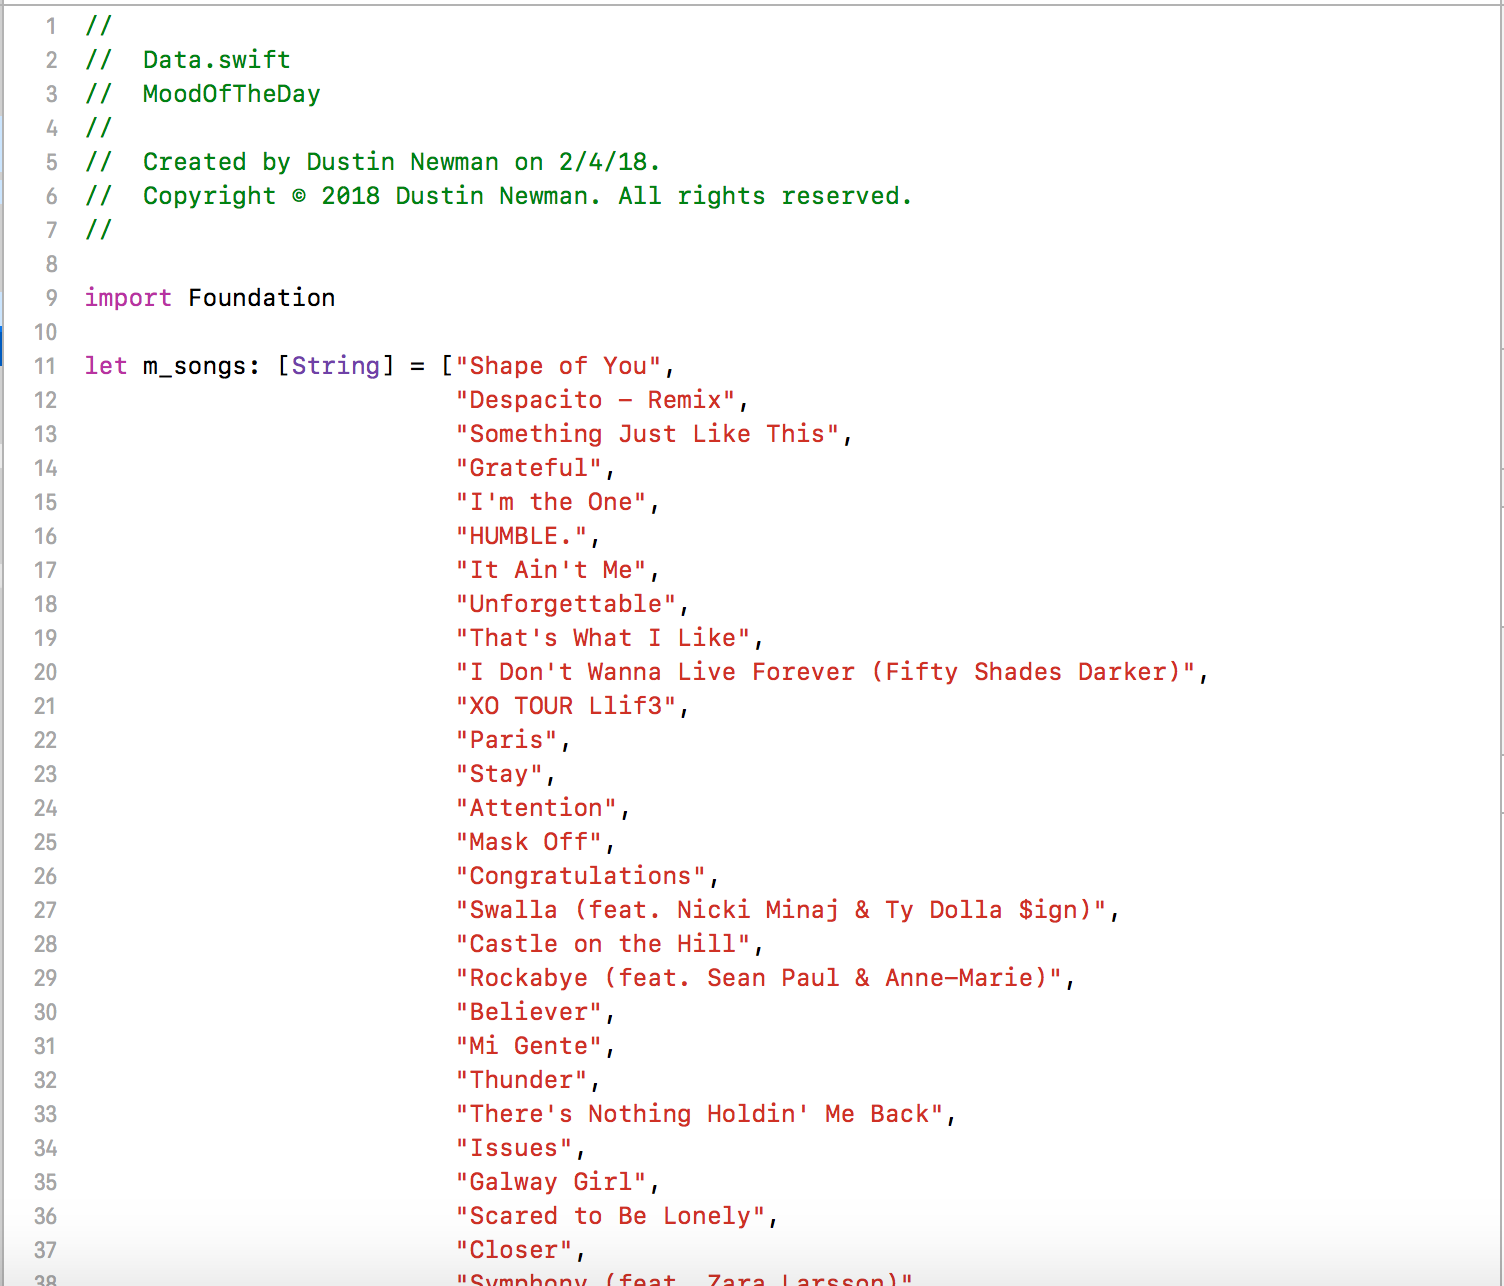 1 //
2 //  Data.swift
3 //  MoodOfTheDay
4 //
5 //  Created by Dustin Newman on 2/4/18.
6 //  Copyright © 2018 Dustin Newman. All rights reserved.
7 //
8
9 import Foundation
10
11 let m_songs: [String] = ["Shape of You",
12 "Despacito - Remix",
13 "Something Just Like This",
14 "Grateful",
15 "I'm the One",
16 "HUMBLE.",
17 "It Ain't Me",
18 "Unforgettable",
19 "That's What I Like",
20 "I Don't Wanna Live Forever (Fifty Shades Darker)",
21 "XO TOUR Llif3",
22 "Paris",
23 "Stay",
24 "Attention",
25 "Mask Off",
26 "Congratulations",
27 "Swalla (feat. Nicki Minaj & Ty Dolla $ign)",
28 "Castle on the Hill",
29 "Rockabye (feat. Sean Paul & Anne-Marie)",
30 "Believer",
31 "Mi Gente",
32 "Thunder",
33 "There's Nothing Holdin' Me Back",
34 "Issues",
35 "Galway Girl",
36 "Scared to Be Lonely",
37 "Closer",
38 "Symphony (feat. Zara Larsson)"